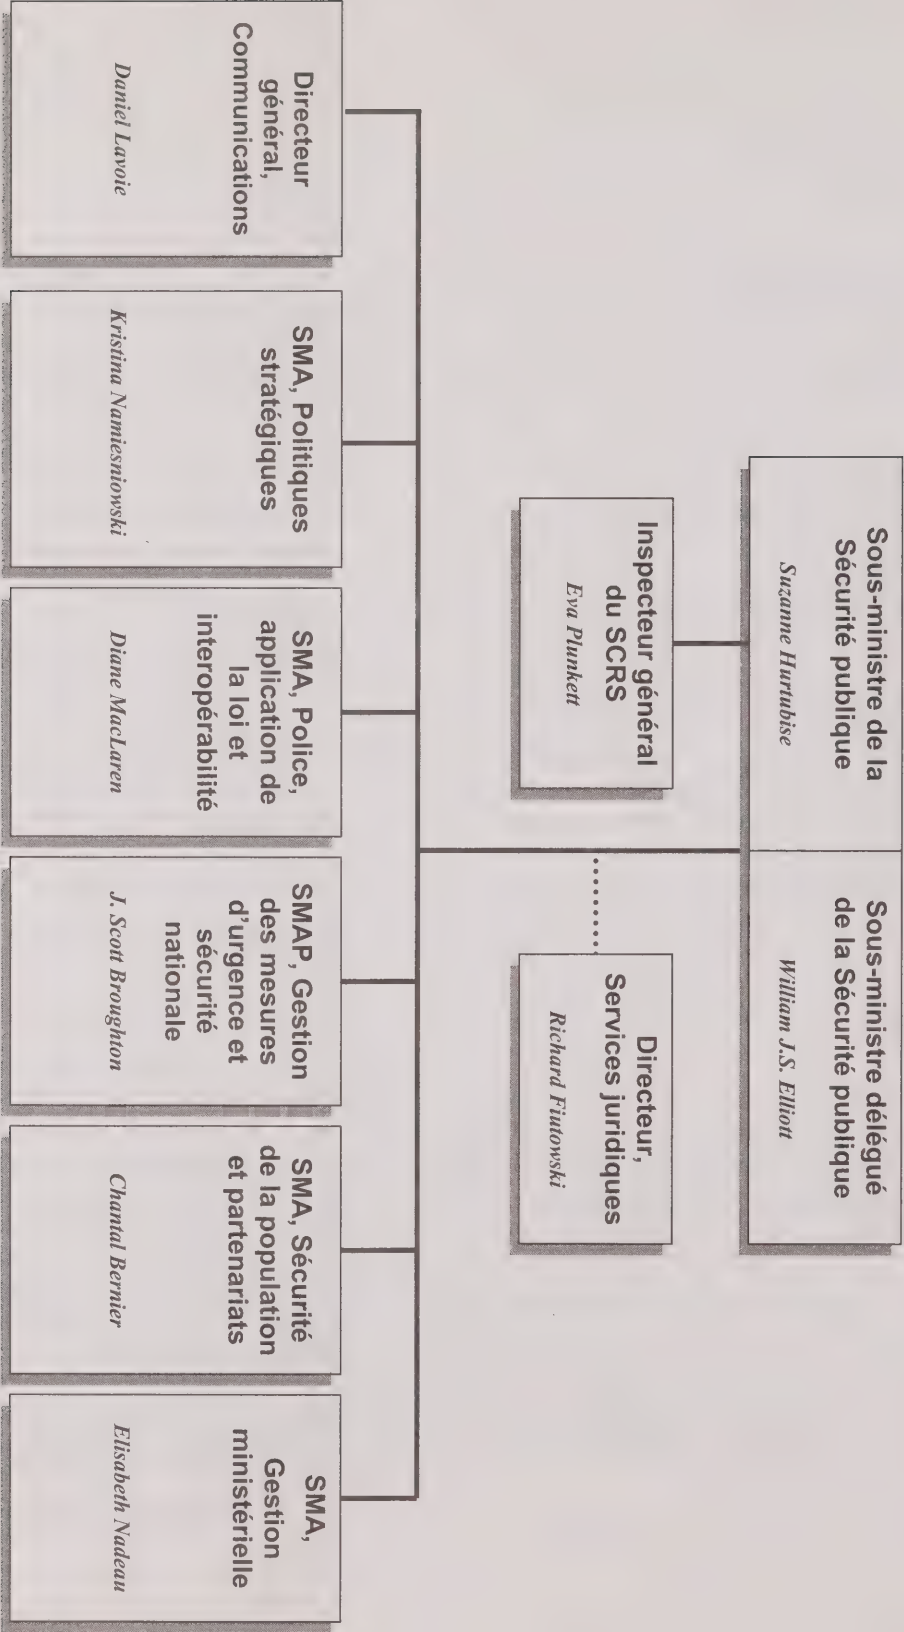 Sous-ministre de la
Sécurité publique
Suzanne Hurtubise
Sous-ministre délégué
de la Sécurité publique
William J.S. Elliott
Inspecteur général
du SCRS
Eva Plunkett
Directeur,
Services juridiques
Richard Fiutowski
Directeur
général,
Communications
Daniel Lavoie
SMA, Politiques
stratégiques
Kristina Namiesniowski
SMA, Police,
application de
la loi et
interopérabilité
Diane MacLaren
SMAP, Gestion
des mesures
d'urgence et
sécurité
nationale
J. Scott Broughton
SMA, Sécurité
de la population
et partenariats
Chantal Bernier
SMA,
Gestion
ministérielle
Elisabeth Nadeau